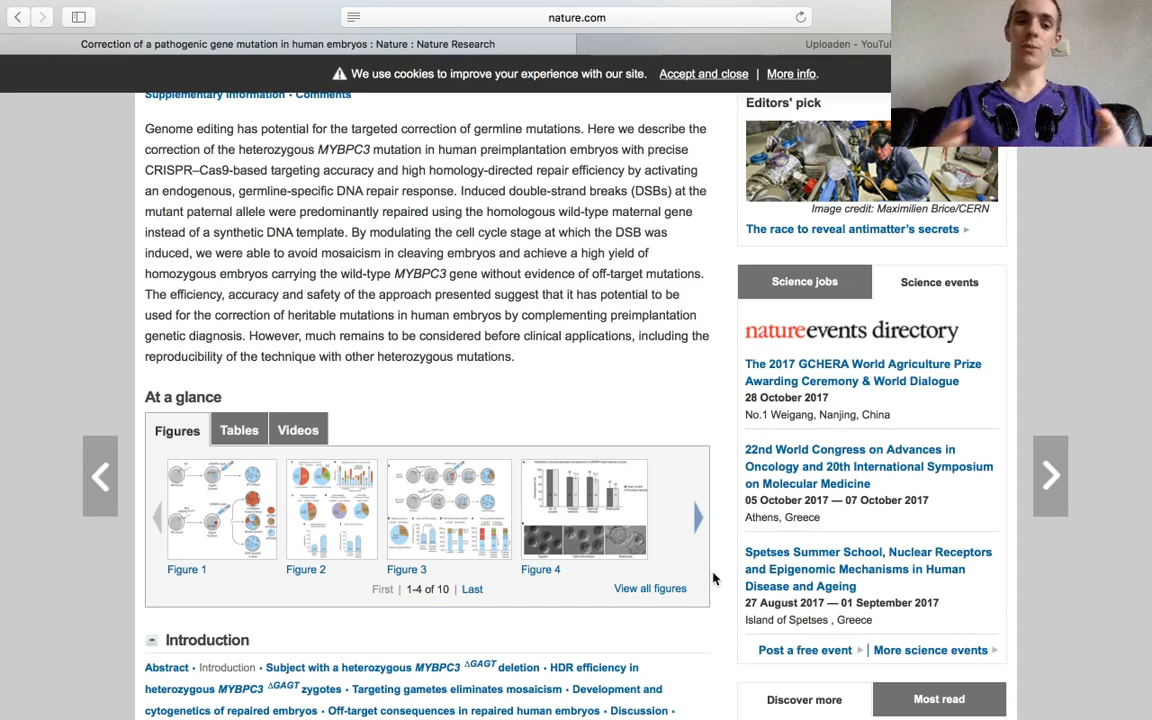 nature.com
Correction of a pathogenic gene mutation in human embryos : Nature : Nature Research
Uploaden - YouTu
We use cookies to improve your experience with our site. Accept and close | More info.
Supplementary information • Comments
Genome editing has potential for the targeted correction of germline mutations. Here we describe the
correction of the heterozygous MYBPC3 mutation in human preimplantation embryos with precise
CRISPR–Cas9-based targeting accuracy and high homology-directed repair efficiency by activating
an endogenous, germline-specific DNA repair response. Induced double-strand breaks (DSBs) at the
mutant paternal allele were predominantly repaired using the homologous wild-type maternal gene
instead of a synthetic DNA template. By modulating the cell cycle stage at which the DSB was
induced, we were able to avoid mosaicism in cleaving embryos and achieve a high yield of
homozygous embryos carrying the wild-type MYBPC3 gene without evidence of off-target mutations.
The efficiency, accuracy and safety of the approach presented suggest that it has potential to be
used for the correction of heritable mutations in human embryos by complementing preimplantation
genetic diagnosis. However, much remains to be considered before clinical applications, including the
reproducibility of the technique with other heterozygous mutations.
At a glance
Figures Tables Videos
Figure 1 Figure 2 Figure 3 Figure 4
First | 1-4 of 10 | Last View all figures
Introduction
Abstract • Introduction • Subject with a heterozygous MYBPC3 ΔGAGT deletion • HDR efficiency in
heterozygous MYBPC3 ΔGAGT zygotes • Targeting gametes eliminates mosaicism • Development and
cytogenetics of repaired embryos • Off-target consequences in repaired human embryos • Discussion •
Editors' pick
Image credit: Maximilien Brice/CERN
The race to reveal antimatter's secrets
Science jobs Science events
natureevents directory
The 2017 GCHERA World Agriculture Prize
Awarding Ceremony & World Dialogue
28 October 2017
No.1 Weigang, Nanjing, China
22nd World Congress on Advances in
Oncology and 20th International Symposium
on Molecular Medicine
05 October 2017 — 07 October 2017
Athens, Greece
Spetses Summer School, Nuclear Receptors
and Epigenomic Mechanisms in Human
Disease and Ageing
27 August 2017 — 01 September 2017
Island of Spetses , Greece
Post a free event | More science events
Discover more Most read